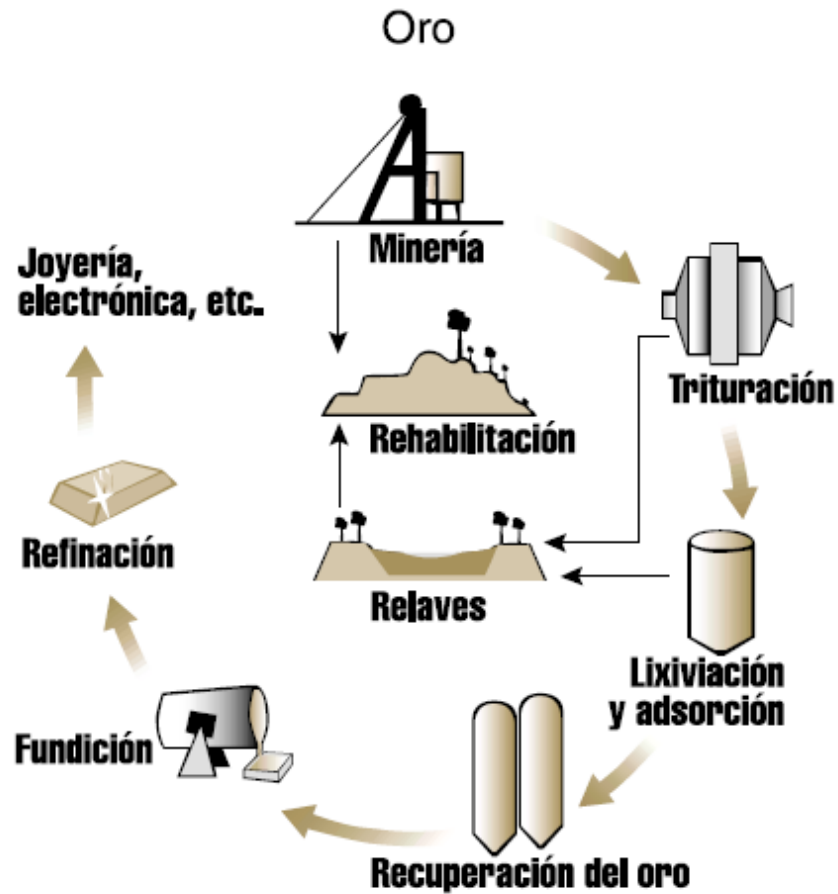 Oro
Minería
Joyería,
electrónica, etc.
Trituración
Rehabilitación
Refinación
Relaves
Lixiviación
y adsorción
Fundición
Recuperación del oro